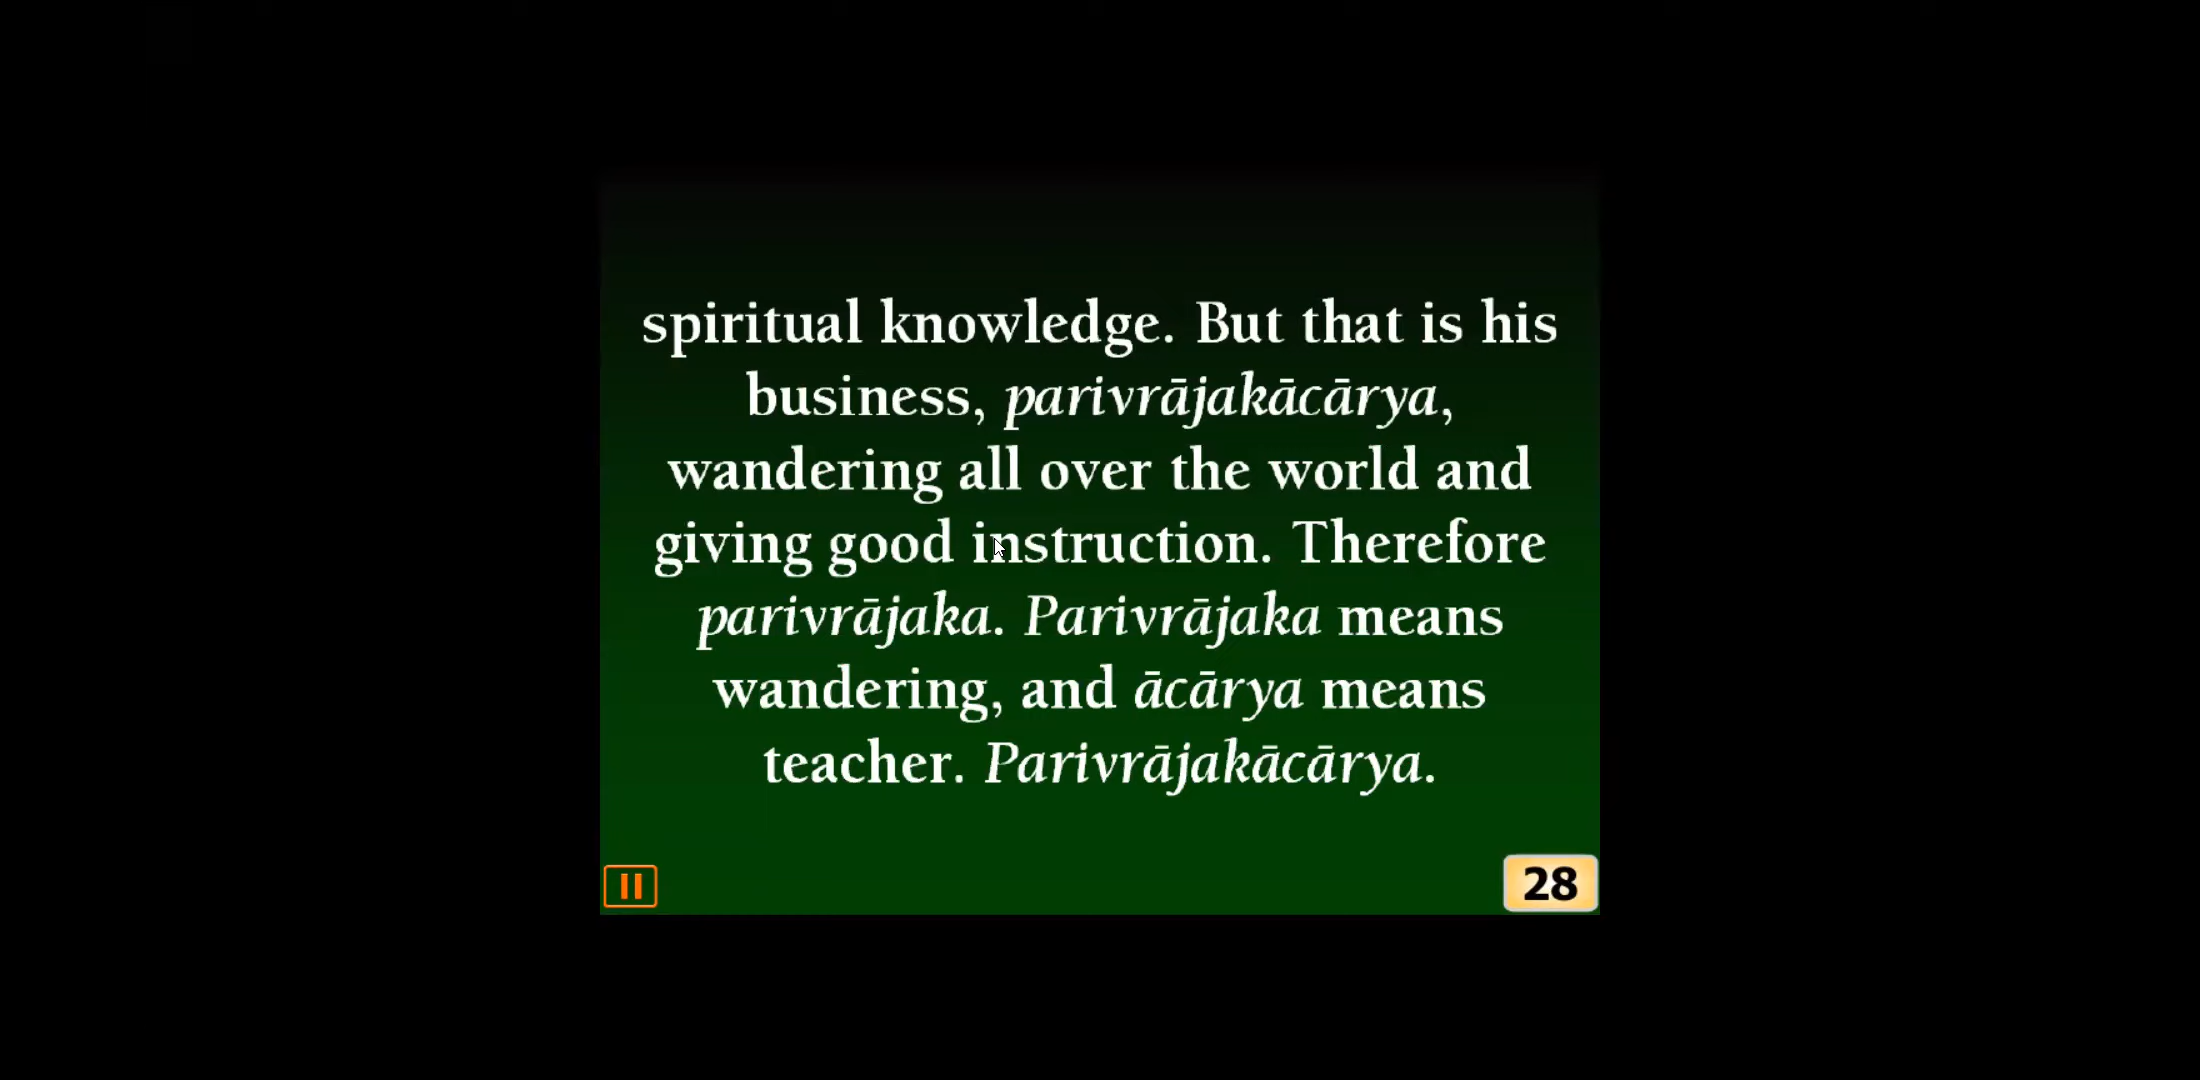 spiritual knowledge. But that is his
business, parivrājakācārya,
wandering all over the world and
giving good instruction. Therefore
parivrājaka. Parivrājaka means
wandering, and ācārya means
teacher. Parivrājakācārya.
28